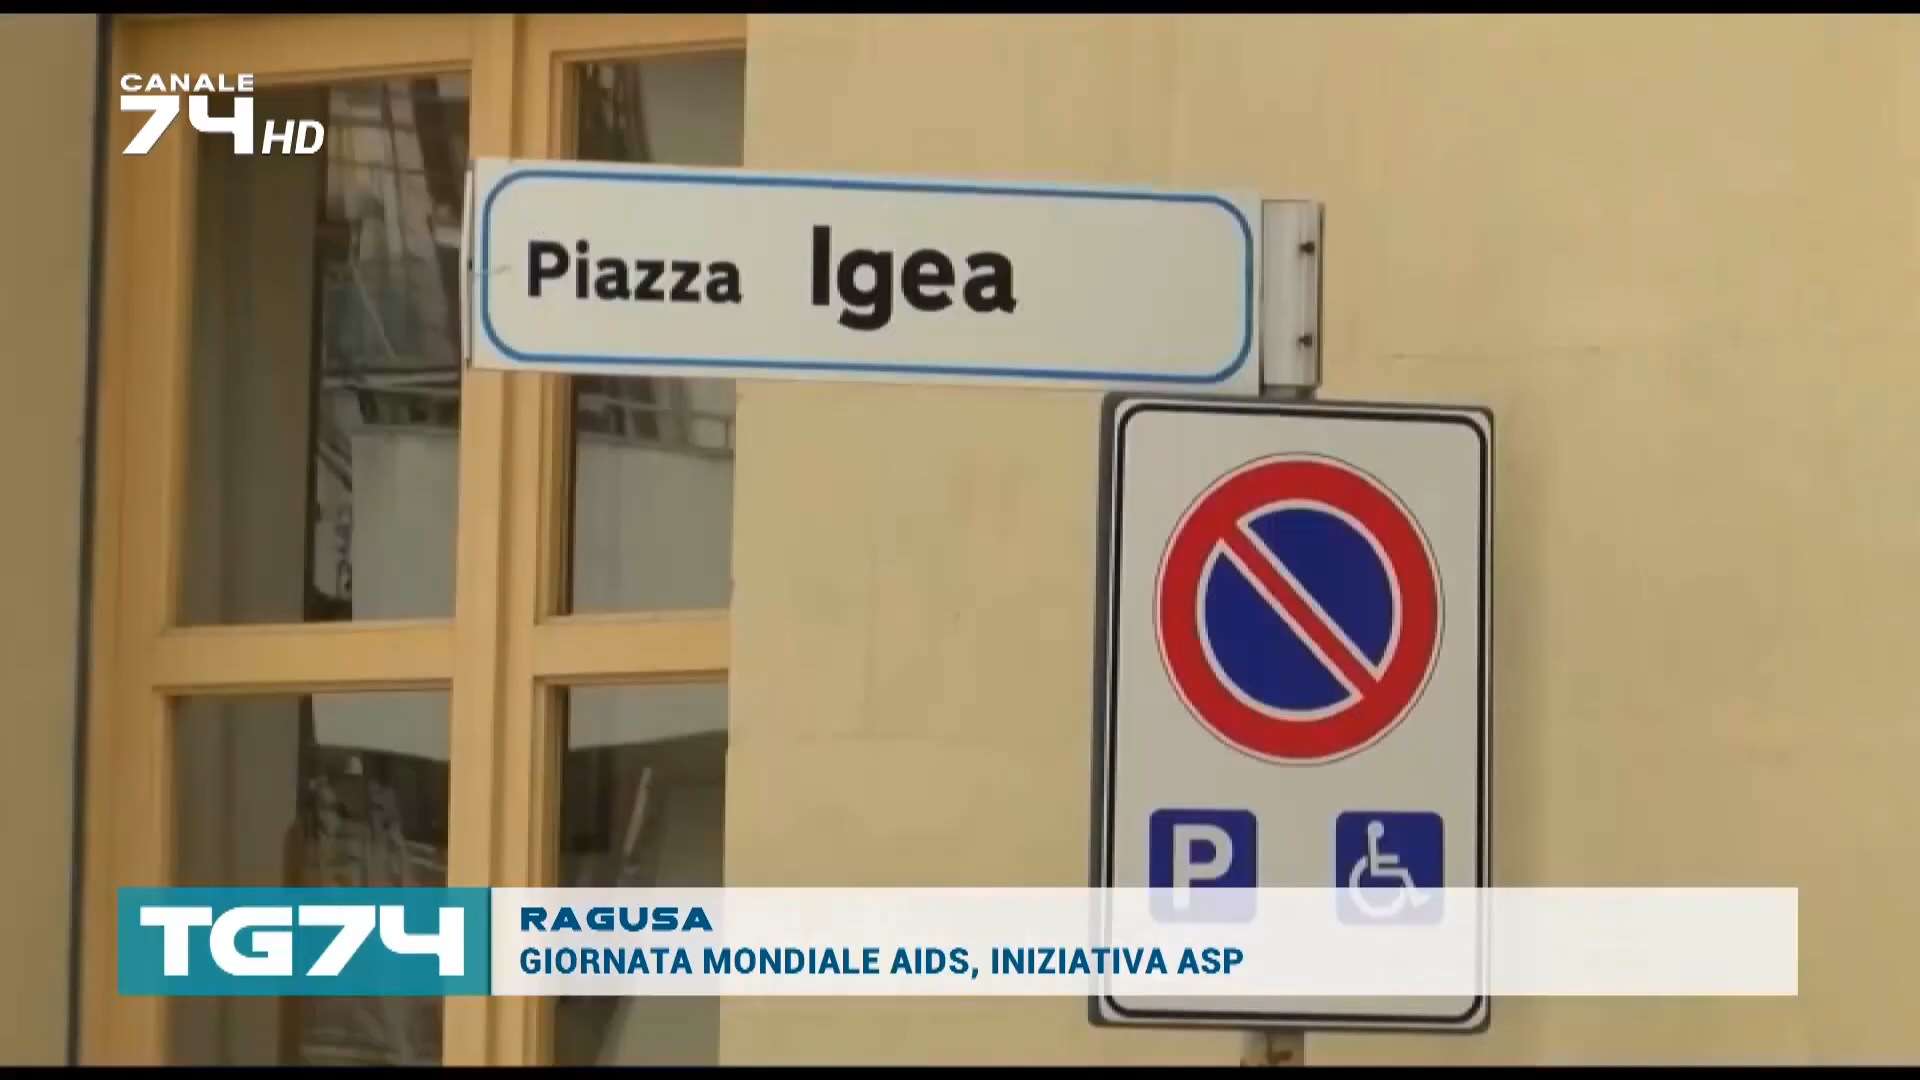 CANALE
74 HD
Piazza Igea
P
TG74
RAGUSA
GIORNATA MONDIALE AIDS, INIZIATIVA ASP